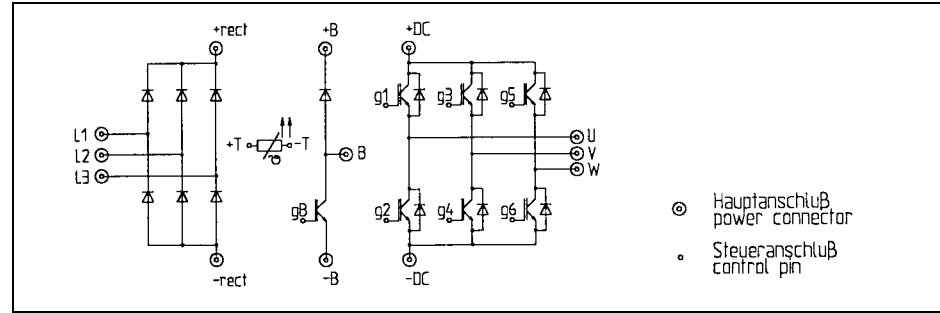 +rect
+B
+DC
g1
g3
g5
L1
L2
L3
+T
-T
ϑ
B
U
V
W
gB
g2
g4
g6
-rect
-B
-DC
Hauptanschluß
power connector
Steueranschluß
control pin